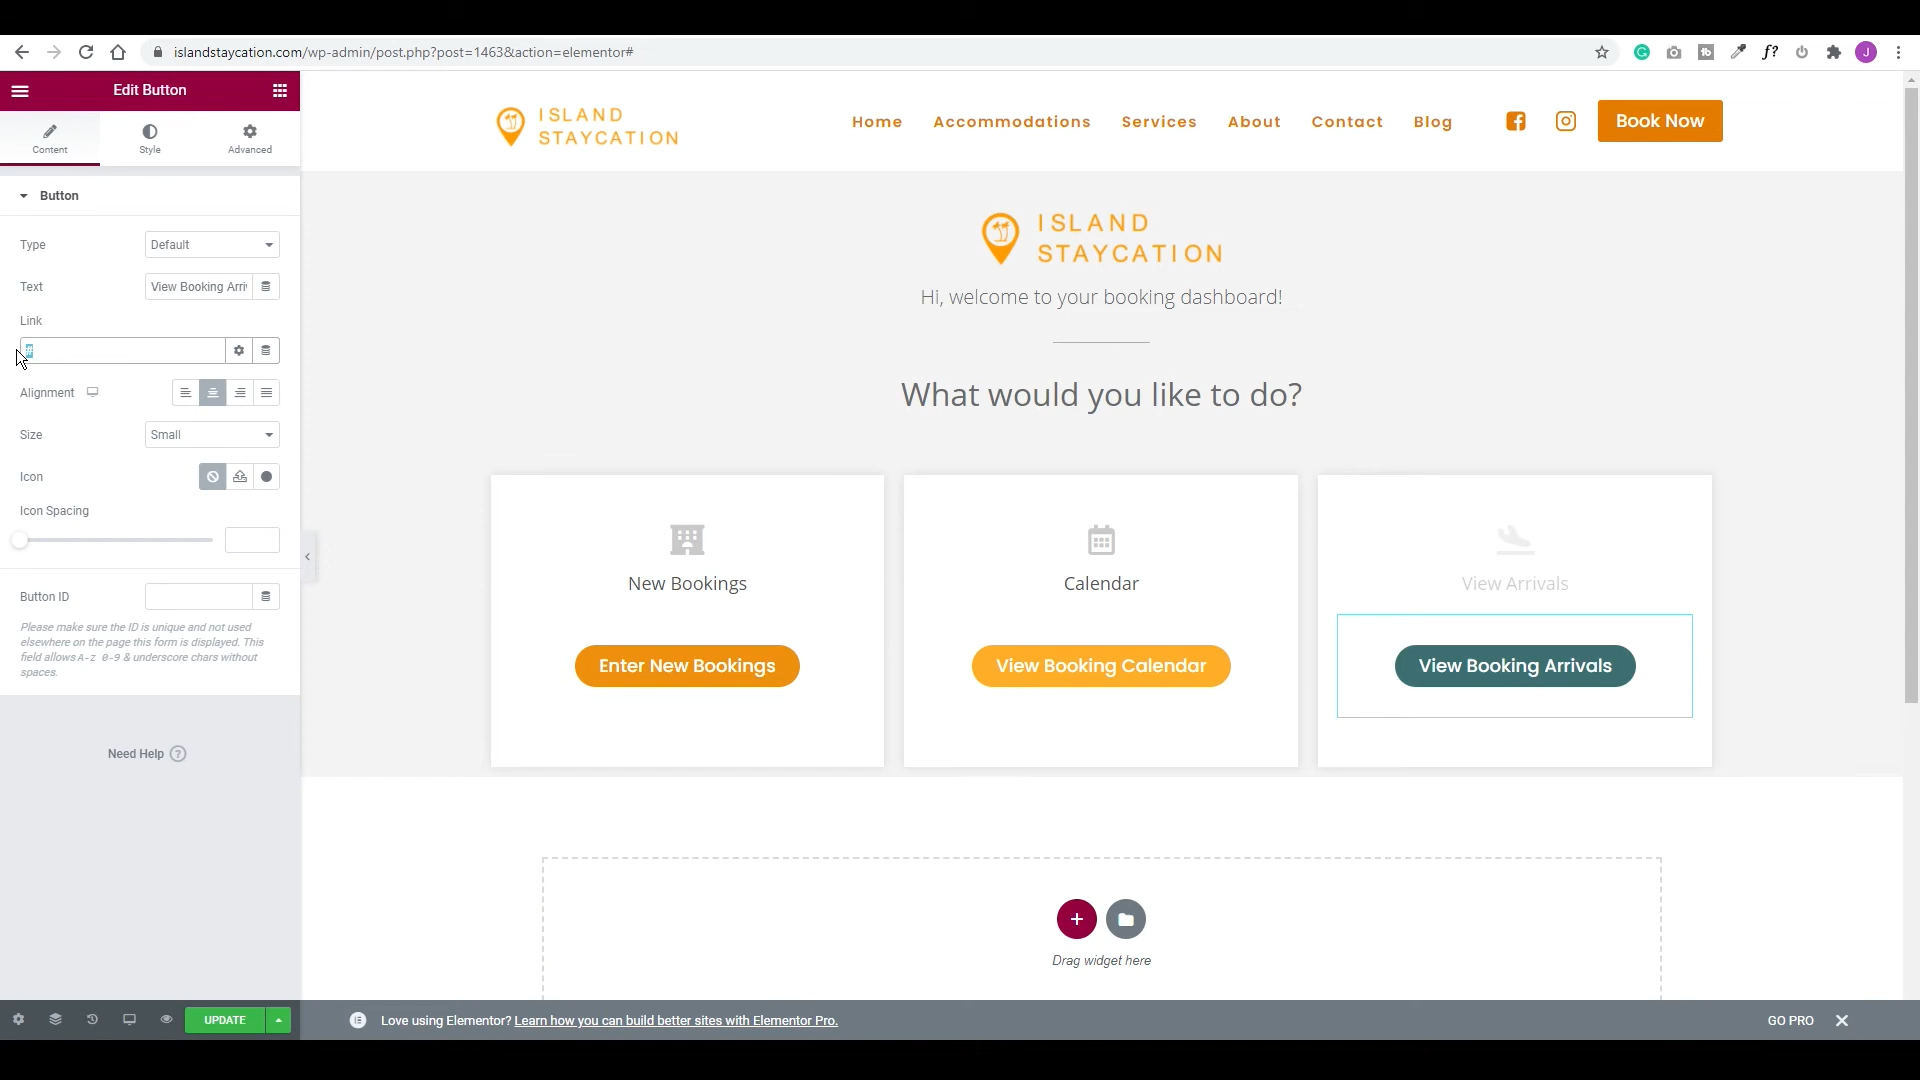 islandstaycation.com/wp-admin/post.php?post=1463&action=elementor#
f?
J
Edit Button
Content
Style
Advanced
Button
Type
Default
Text
View Booking Arri
Link
#
Alignment
Size
Small
Icon
Icon Spacing
Button ID
Please make sure the ID is unique and not used
elsewhere on the page this form is displayed. This
field allows A-z 0-9 & underscore chars without
spaces.
Need Help ?
UPDATE
ISLAND
STAYCATION
Home
Accommodations
Services
About
Contact
Blog
Book Now
ISLAND
STAYCATION
Hi, welcome to your booking dashboard!
What would you like to do?
New Bookings
Enter New Bookings
Calendar
View Booking Calendar
View Arrivals
View Booking Arrivals
Drag widget here
Love using Elementor? Learn how you can build better sites with Elementor Pro.
GO PRO